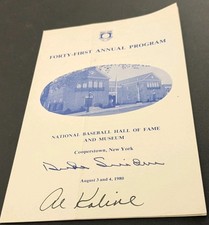 FORTY-FIRST ANNUAL PROGRAM
NATIONAL BASEBALL HALL OF FAME
AND MUSEUM
Cooperstown, New York
Duke Snider
August 3 and 4, 1980
Al Kaline